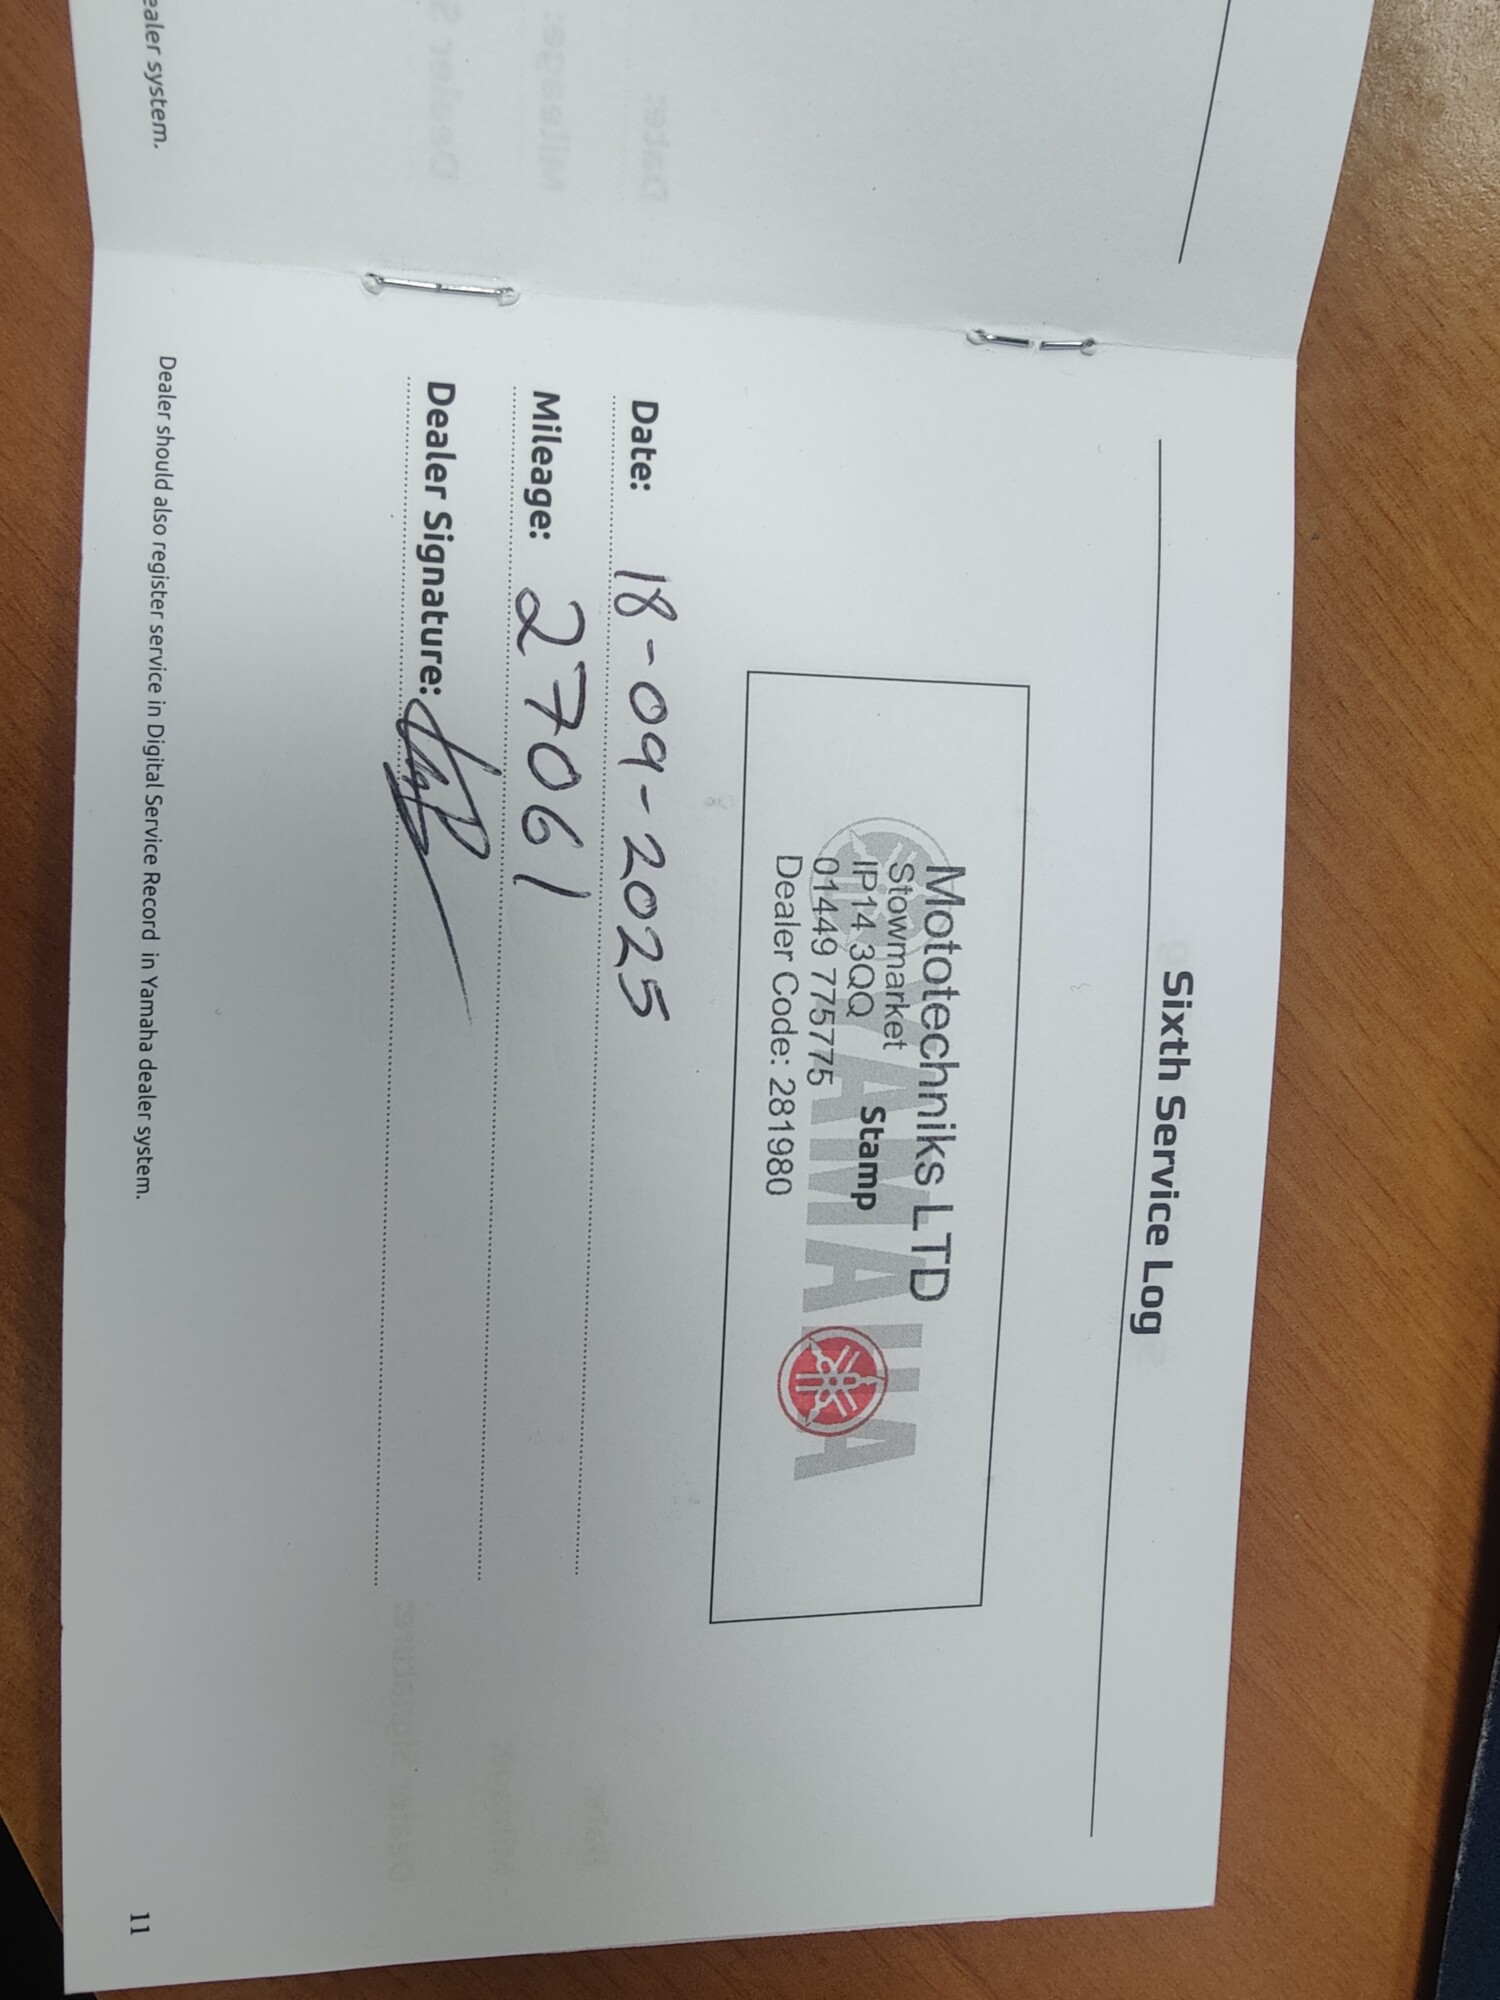 ealer system.
Sixth Service Log
YAMAHA
Mototechniks LTD
Stowmarket
IP14 3QQ
Stamp
01449 775775
Dealer Code: 281980
Date: 18-09-2025
Mileage: 27061
Dealer Signature:
Dealer should also register service in Digital Service Record in Yamaha dealer system.
11